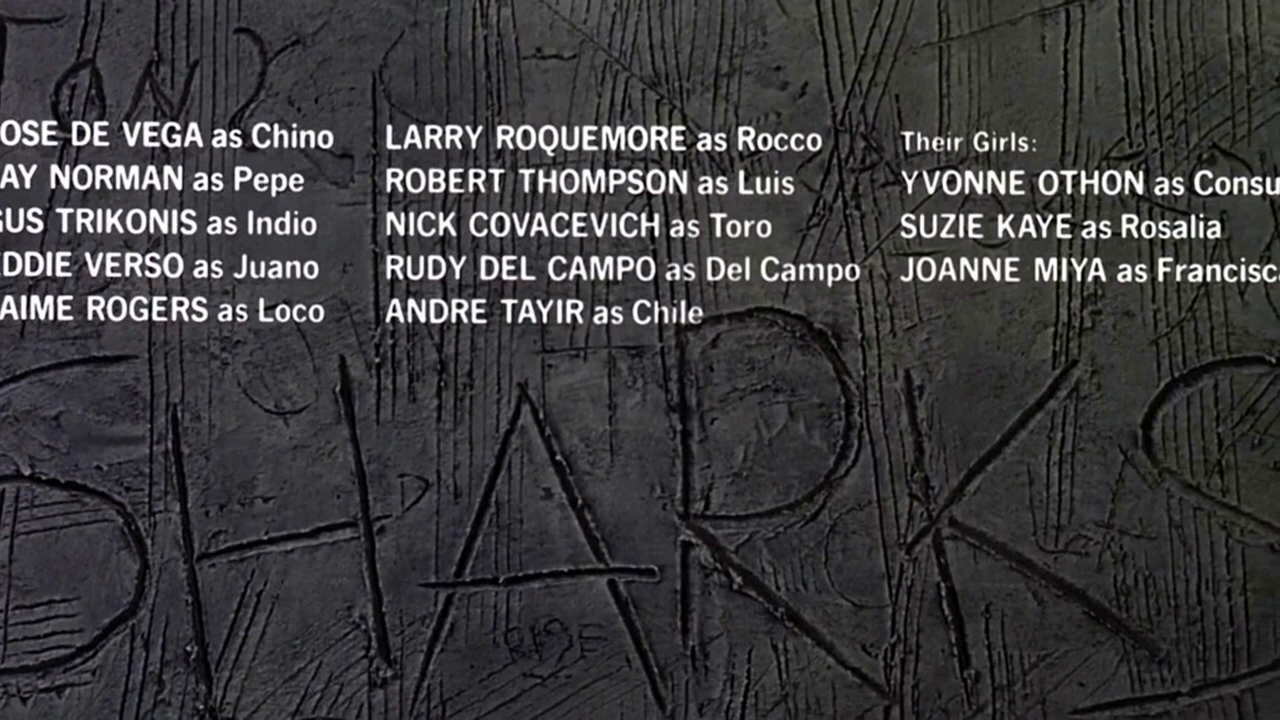 OSE DE VEGA as Chino
AY NORMAN as Pepe
GUS TRIKONIS as Indio
EDDIE VERSO as Juano
AIME ROGERS as Loco
LARRY ROQUEMORE as Rocco
ROBERT THOMPSON as Luis
NICK COVACEVICH as Toro
RUDY DEL CAMPO as Del Campo
ANDRE TAYIR as Chile
Their Girls:
YVONNE OTHON as Consu
SUZIE KAYE as Rosalia
JOANNE MIYA as Francisc
SHARKS